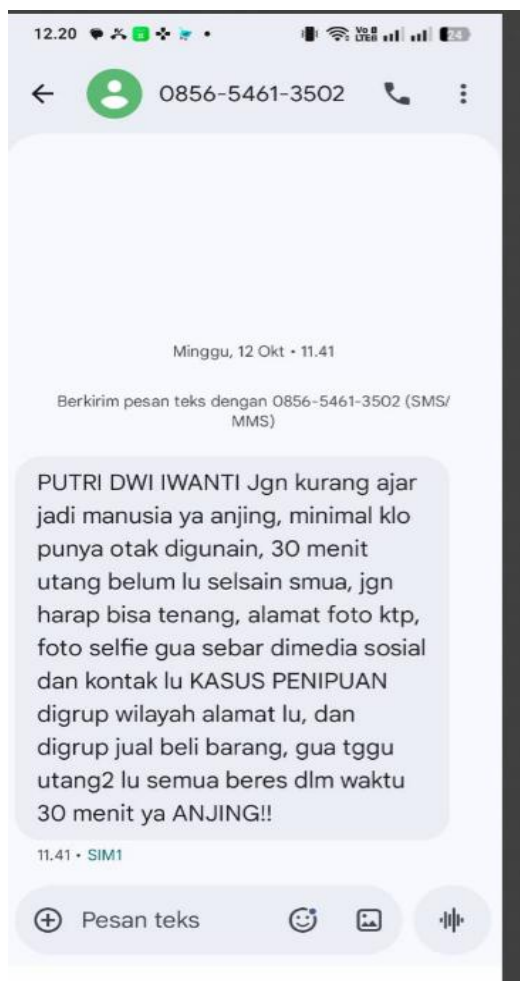 12.20
Vo
LTE
24
0856-5461-3502
Minggu, 12 Okt • 11.41
Berkirim pesan teks dengan 0856-5461-3502 (SMS/
MMS)
PUTRI DWI IWANTI Jgn kurang ajar
jadi manusia ya anjing, minimal klo
punya otak digunain, 30 menit
utang belum lu selsain smua, jgn
harap bisa tenang, alamat foto ktp,
foto selfie gua sebar dimedia sosial
dan kontak lu KASUS PENIPUAN
digrup wilayah alamat lu, dan
digrup jual beli barang, gua tggu
utang2 lu semua beres dlm waktu
30 menit ya ANJING!!
11.41 • SIM1
Pesan teks